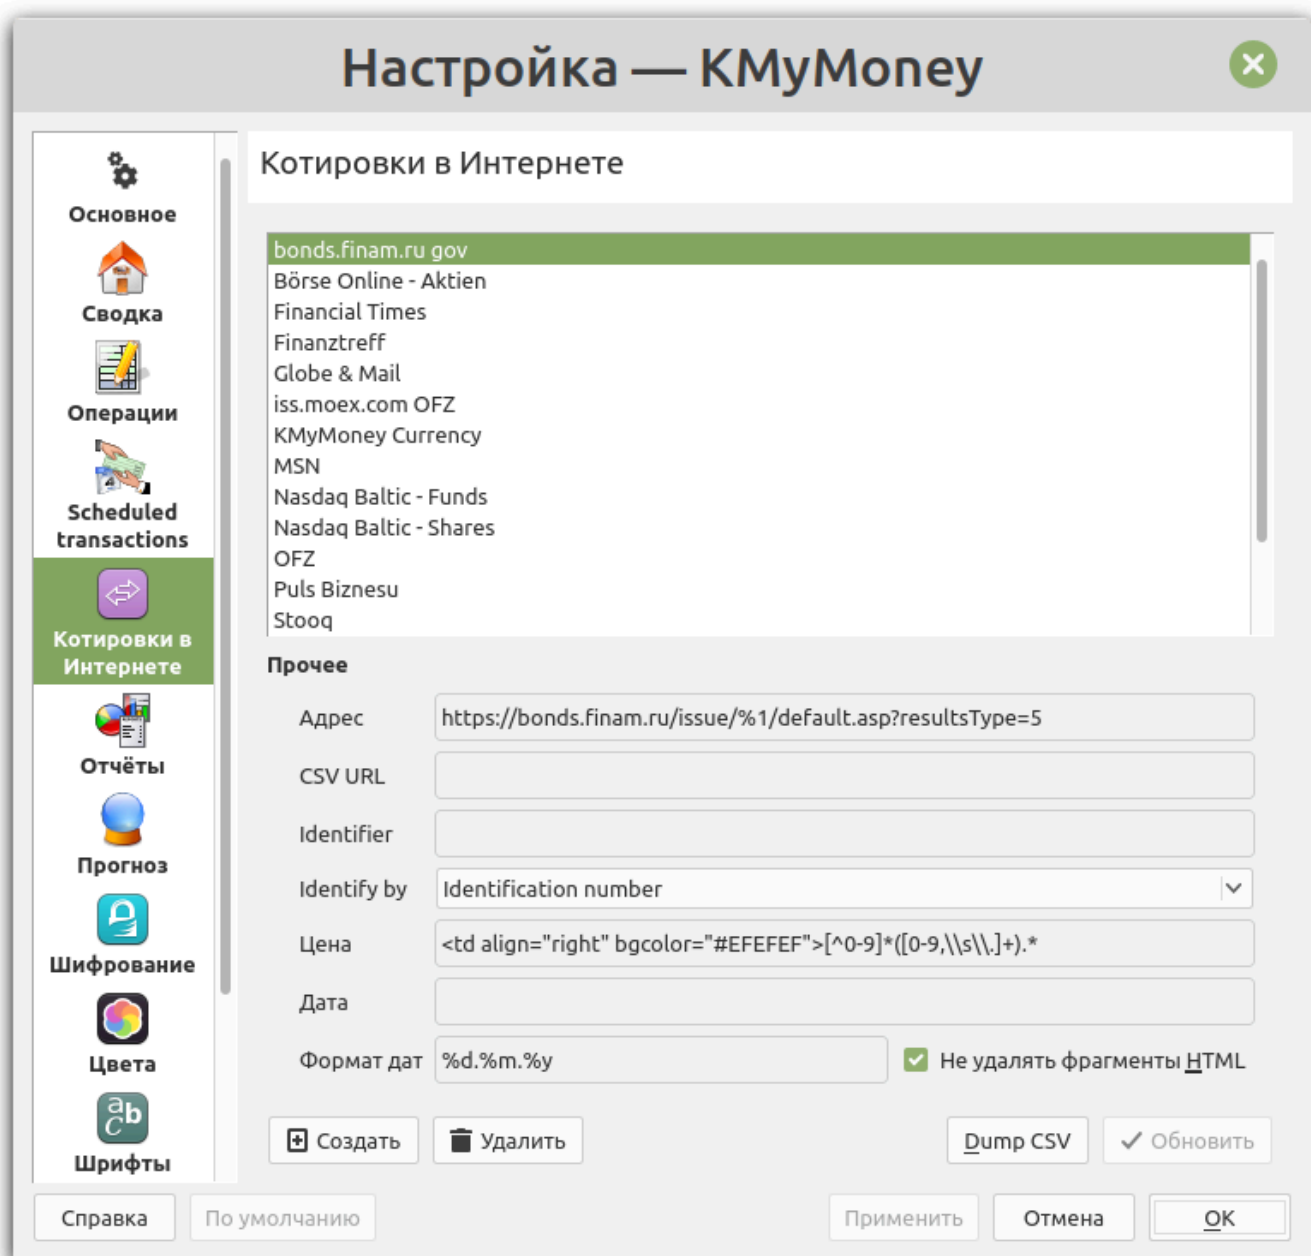 Настройка — KMyMoney
Основное
Сводка
Операции
Scheduled
transactions
Котировки в
Интернете
Отчёты
Прогноз
Шифрование
Цвета
Шрифты
Котировки в Интернете
bonds.finam.ru gov
Börse Online - Aktien
Financial Times
Finanztreff
Globe & Mail
iss.moex.com OFZ
KMyMoney Currency
MSN
Nasdaq Baltic - Funds
Nasdaq Baltic - Shares
OFZ
Puls Biznesu
Stooq
Прочее
Адрес https://bonds.finam.ru/issue/%1/default.asp?resultsType=5
CSV URL
Identifier
Identify by Identification number
Цена <td align="right" bgcolor="#EFEFEF">[^0-9]*([0-9,\\s\\.]+).*
Дата
Формат дат %d.%m.%y Не удалять фрагменты HTML
Создать Удалить Dump CSV Обновить
Справка По умолчанию Применить Отмена OK